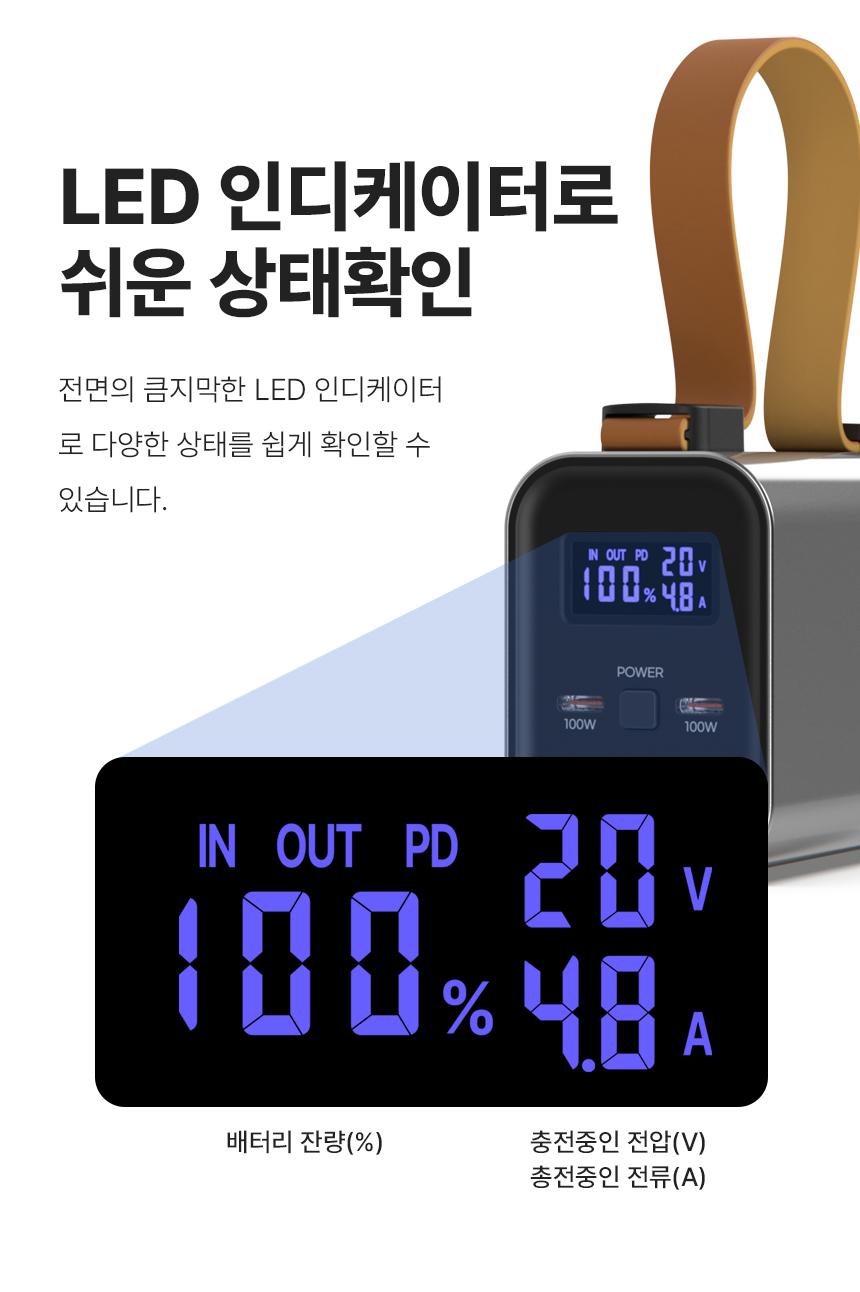 LED 인디케이터로
쉬운 상태확인
전면의 큼지막한 LED 인디케이터
로 다양한 상태를 쉽게 확인할 수
있습니다.
IN OUT PD 20 V
100 % 4.8 A
POWER
100W 100W
IN OUT PD 20 V
100 % 4.8 A
배터리 잔량(%)
충전중인 전압(V)
총전중인 전류(A)